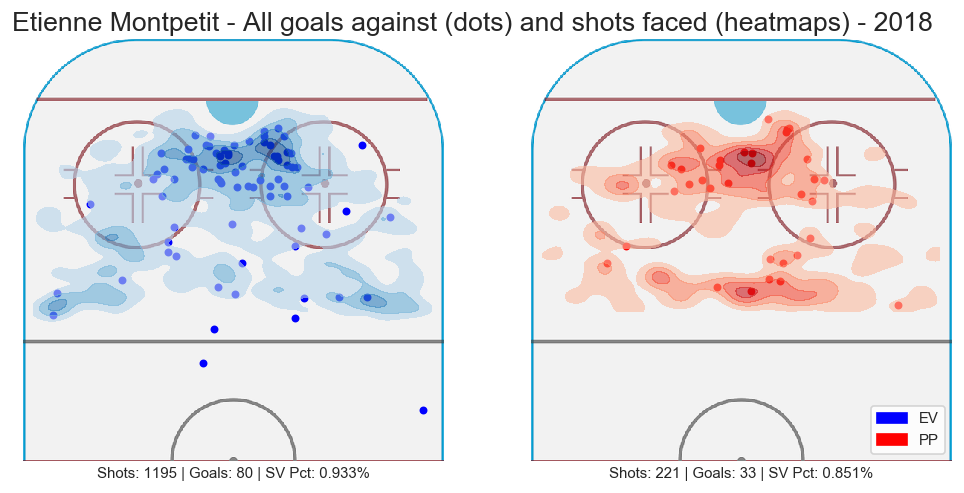 Etienne Montpetit - All goals against (dots) and shots faced (heatmaps) - 2018
EV
PP
Shots: 1195 | Goals: 80 | SV Pct: 0.933%
Shots: 221 | Goals: 33 | SV Pct: 0.851%